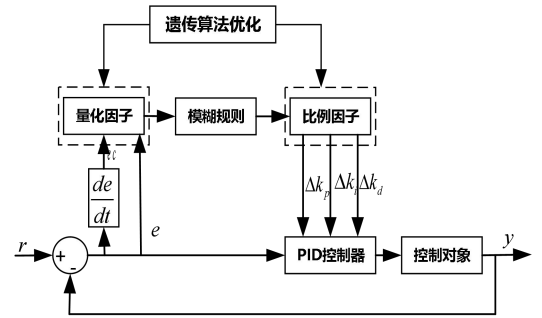 遗传算法优化
量化因子 模糊规则 比例因子
de
dt
Δk_p Δk_i Δk_d
r e y
+
-
PID控制器 控制对象